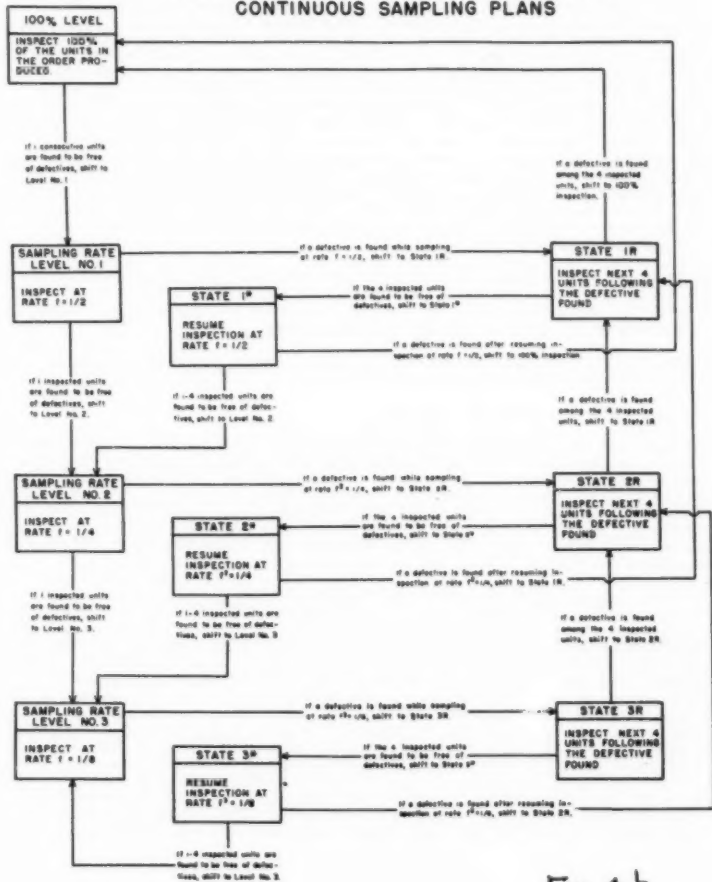 CONTINUOUS SAMPLING PLANS
100% LEVEL
INSPECT 100%
OF THE UNITS IN
THE ORDER PRO-
DUCED.
If i consecutive units
are found to be free
of defectives, shift to
Level No. 1
If a defective is found
among the 4 inspected
units, shift to 100%
inspection.
SAMPLING RATE
LEVEL NO. 1
INSPECT AT
RATE f = 1/2
If a defective is found while sampling
at rate f = 1/2, shift to State 1R.
STATE 1R
INSPECT NEXT 4
UNITS FOLLOWING
THE DEFECTIVE
FOUND
If the 4 inspected units
are found to be free of
defectives, shift to State 1*
STATE 1*
RESUME
INSPECTION AT
RATE f = 1/2
If a defective is found after resuming in-
spection at rate f = 1/2, shift to 100% inspection
If i inspected units
are found to be free
of defectives, shift
to Level No. 2.
If i-4 inspected units are
found to be free of defec-
tives, shift to Level No. 2.
If a defective is found
among the 4 inspected
units, shift to State 1R
SAMPLING RATE
LEVEL NO. 2
INSPECT AT
RATE f = 1/4
If a defective is found while sampling
at rate f² = 1/4, shift to State 2R.
STATE 2R
INSPECT NEXT 4
UNITS FOLLOWING
THE DEFECTIVE
FOUND
If the 4 inspected units
are found to be free of
defectives, shift to State
STATE 2*
RESUME
INSPECTION AT
RATE f² = 1/4
If a defective is found after resuming in-
spection at rate f² = 1/4, shift to State 1R.
If i inspected units
are found to be free
of defectives, shift
to Level No. 3.
If i-4 inspected units are
found to be free of defec-
tives, shift to Level No. 3
If a defective is found
among the 4 inspected
units, shift to State 2R.
SAMPLING RATE
LEVEL NO. 3
INSPECT AT
RATE f = 1/8
If a defective is found while sampling
at rate f³ = 1/8, shift to State 3R
STATE 3R
INSPECT NEXT 4
UNITS FOLLOWING
THE DEFECTIVE
FOUND
If the 4 inspected units
are found to be free of
defectives, shift to State
STATE 3*
RESUME
INSPECTION AT
RATE f³ = 1/8
If a defective is found after resuming in-
spection at rate shift to State 2R.
If i-4 inspected units are
found to be free of defec-
tives, shift to Level No. 3.